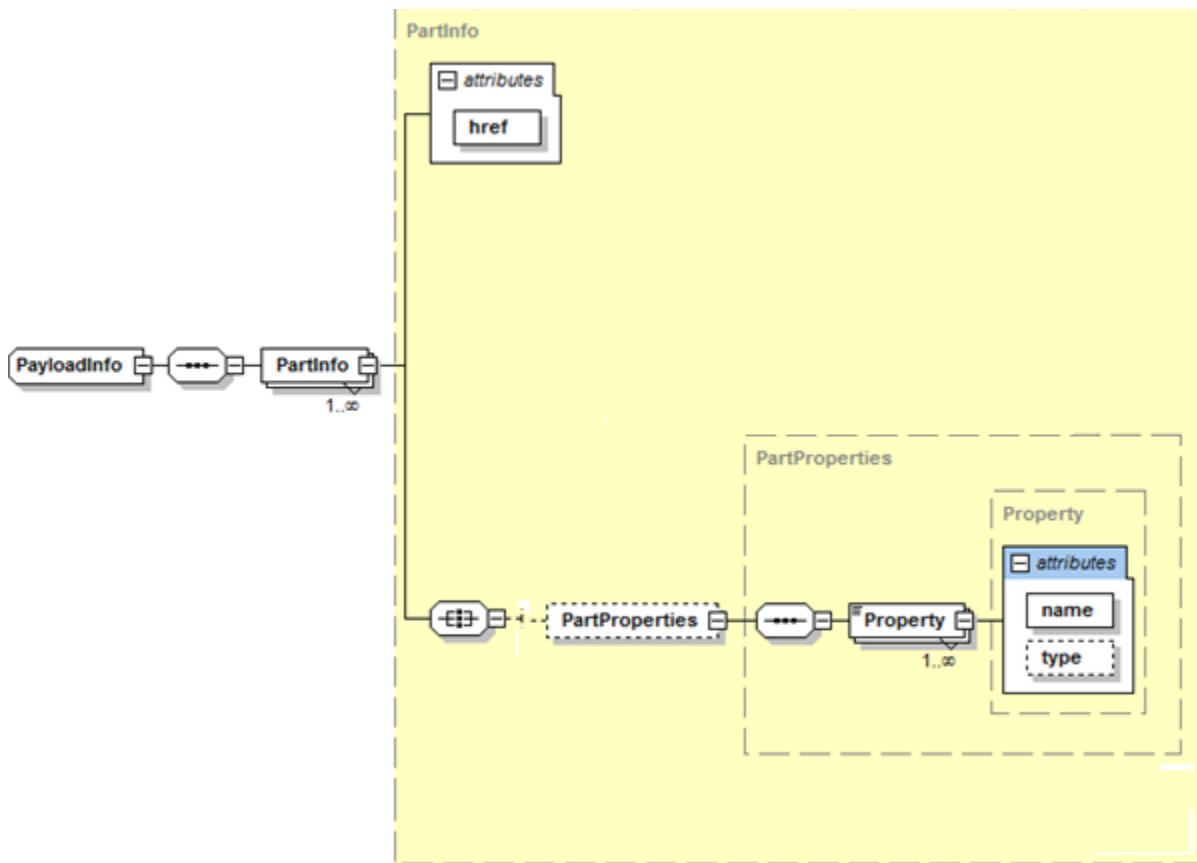 PartInfo
attributes
href
PayloadInfo
PartInfo
1..∞
PartProperties
Property
attributes
PartProperties
Property
name
1..∞
type